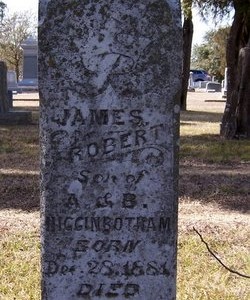 JAMES
ROBERT
Son of
A & B.
HIGGINBOTHAM
BORN
Dec. 28, 1881
DIED